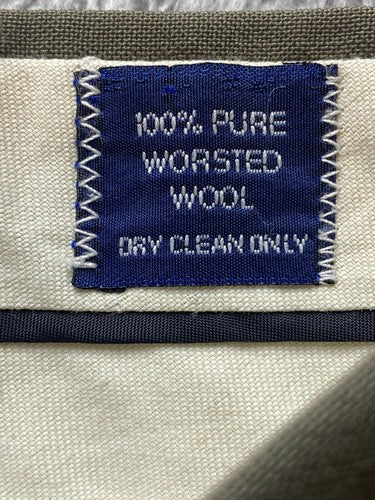 100% PURE
WORSTED
WOOL
DRY CLEAN ONLY